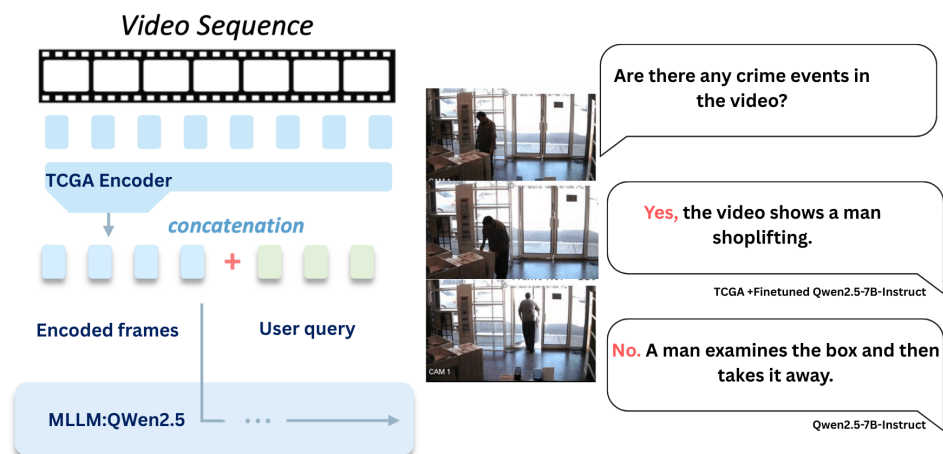 Video Sequence
TCGA Encoder
concatenation
+
Encoded frames
User query
MLLM:QWen2.5
...
CAM 1
Are there any crime events in
the video?
Yes, the video shows a man
shoplifting.
TCGA +Finetuned Qwen2.5-7B-Instruct
No. A man examines the box and then
takes it away.
Qwen2.5-7B-Instruct